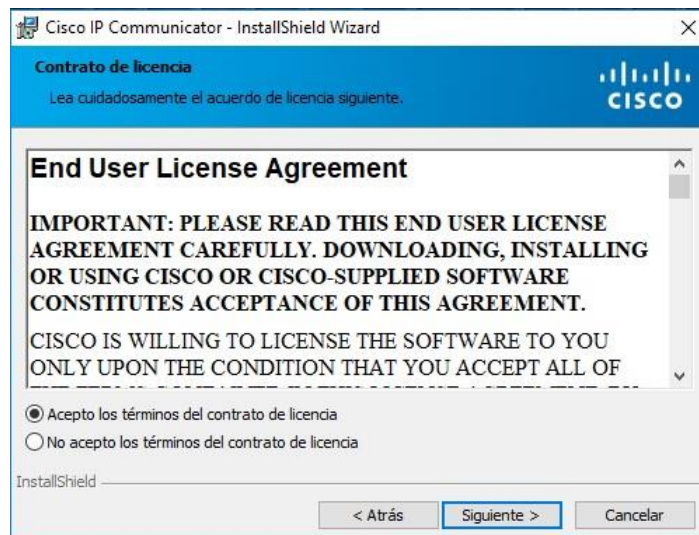 Cisco IP Communicator - InstallShield Wizard
Contrato de licencia
Lea cuidadosamente el acuerdo de licencia siguiente.
CISCO
End User License Agreement
IMPORTANT: PLEASE READ THIS END USER LICENSE
AGREEMENT CAREFULLY. DOWNLOADING, INSTALLING
OR USING CISCO OR CISCO-SUPPLIED SOFTWARE
CONSTITUTES ACCEPTANCE OF THIS AGREEMENT.
CISCO IS WILLING TO LICENSE THE SOFTWARE TO YOU
ONLY UPON THE CONDITION THAT YOU ACCEPT ALL OF
Acepto los términos del contrato de licencia
No acepto los términos del contrato de licencia
InstallShield
< Atrás
Siguiente >
Cancelar